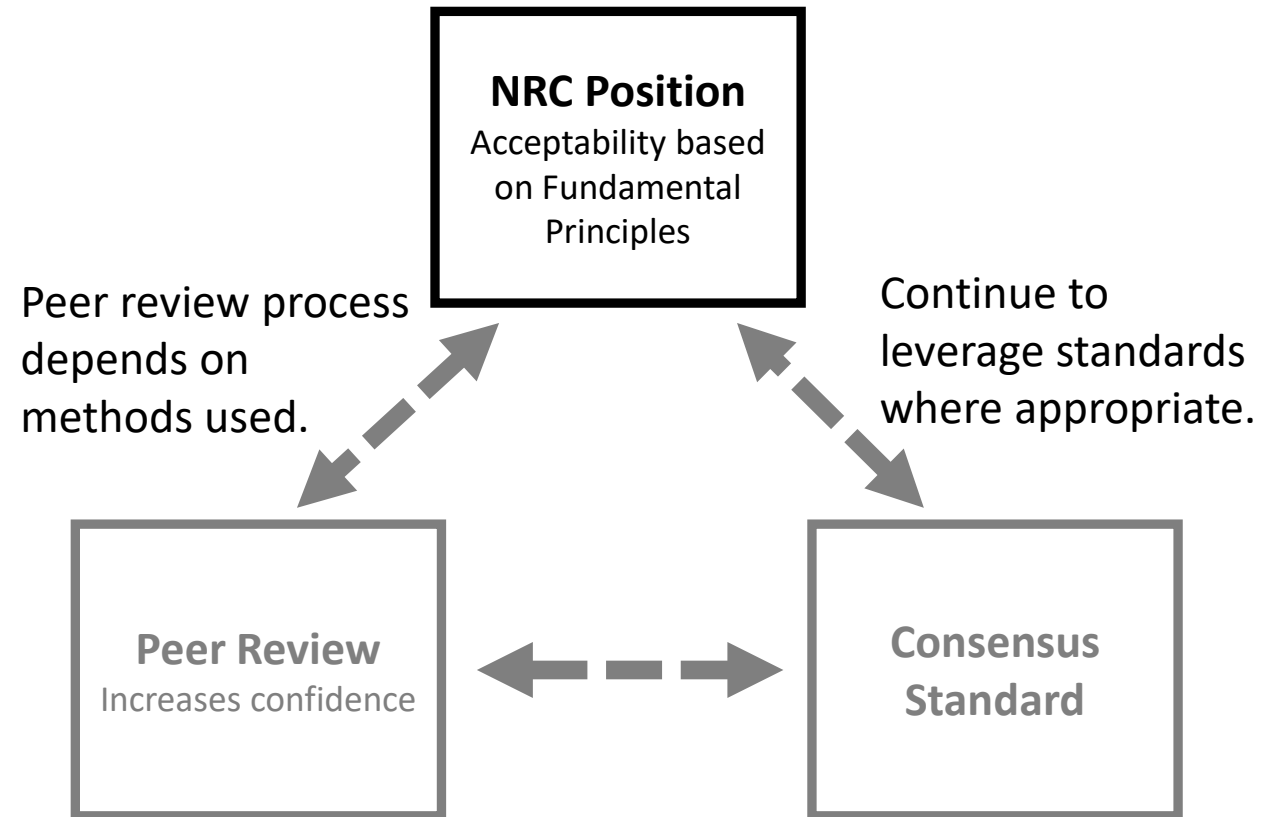 NRC Position
Acceptability based
on Fundamental
Principles
Peer review process
depends on
methods used.
Continue to
leverage standards
where appropriate.
Peer Review
Increases confidence
Consensus
Standard